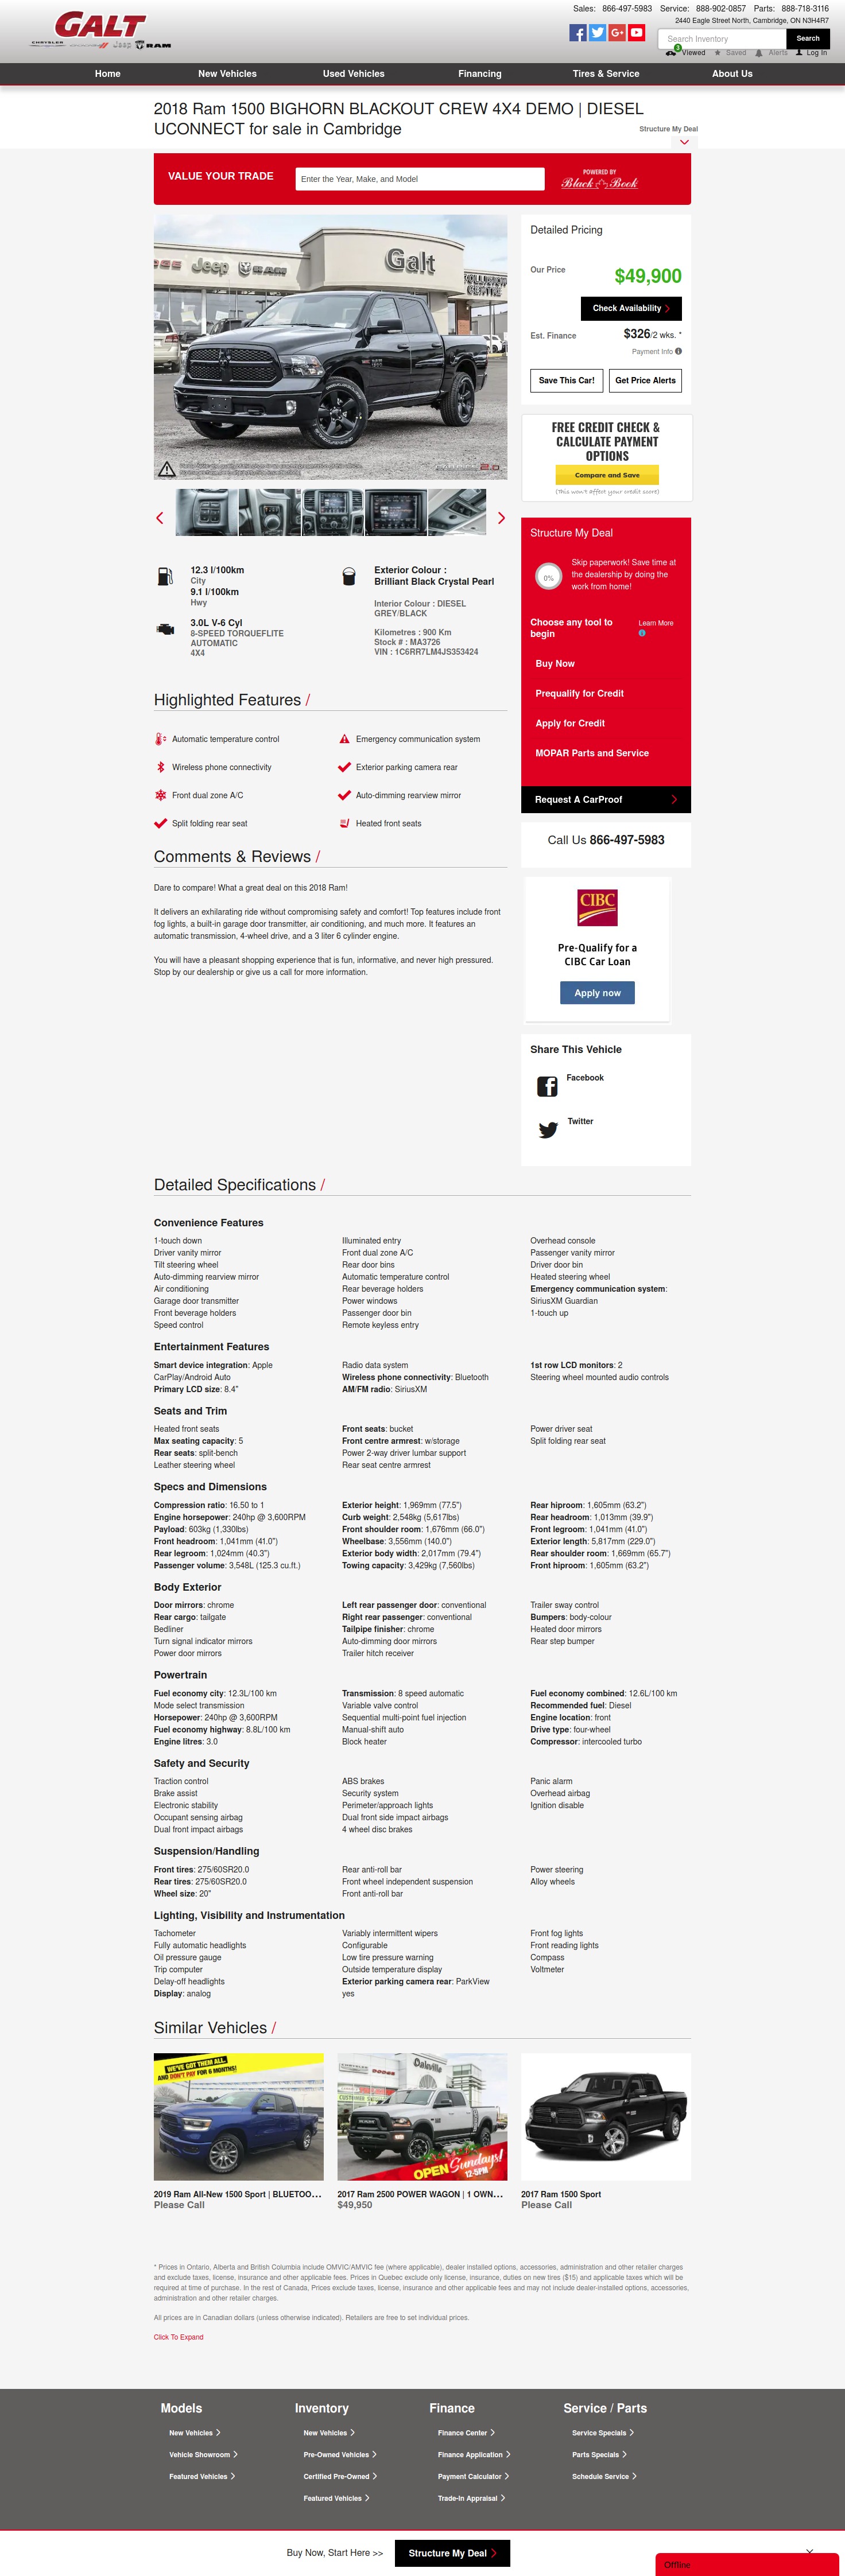 GALT
CHRYSLER Jeep RAM
Sales: 866-497-5983 Service: 888-902-0857 Parts: 888-718-3116
2440 Eagle Street North, Cambridge, ON N3H4R7
Search Inventory
Search
3
Viewed Saved Alerts Log In
Home New Vehicles Used Vehicles Financing Tires & Service About Us
2018 Ram 1500 BIGHORN BLACKOUT CREW 4X4 DEMO | DIESEL
UCONNECT for sale in Cambridge
Structure My Deal
VALUE YOUR TRADE
Enter the Year, Make, and Model
POWERED BY
Black Book
Jeep
Galt
Detailed Pricing
Our Price
$49,900
Check Availability
Est. Finance
$326/2 wks. *
Payment Info
Save This Car!
Get Price Alerts
FREE CREDIT CHECK &
CALCULATE PAYMENT
OPTIONS
Compare and Save
(This won't affect your credit score)
12.3 l/100km
City
9.1 l/100km
Hwy
3.0L V-6 Cyl
8-SPEED TORQUEFLITE
AUTOMATIC
4X4
Exterior Colour :
Brilliant Black Crystal Pearl
Interior Colour : DIESEL
GREY/BLACK
Kilometres : 900 Km
Stock # : MA3726
VIN : 1C6RR7LM4JS353424
Structure My Deal
0%
Skip paperwork! Save time at
the dealership by doing the
work from home!
Choose any tool to
begin
Learn More
Buy Now
Prequalify for Credit
Apply for Credit
MOPAR Parts and Service
Request A CarProof
Call Us 866-497-5983
CIBC
Pre-Qualify for a
CIBC Car Loan
Apply now
Share This Vehicle
Facebook
Twitter
Highlighted Features /
Automatic temperature control
Emergency communication system
Wireless phone connectivity
Exterior parking camera rear
Front dual zone A/C
Auto-dimming rearview mirror
Split folding rear seat
Heated front seats
Comments & Reviews /
Dare to compare! What a great deal on this 2018 Ram!
It delivers an exhilarating ride without compromising safety and comfort! Top features include front
fog lights, a built-in garage door transmitter, air conditioning, and much more. It features an
automatic transmission, 4-wheel drive, and a 3 liter 6 cylinder engine.
You will have a pleasant shopping experience that is fun, informative, and never high pressured.
Stop by our dealership or give us a call for more information.
Detailed Specifications /
Convenience Features
1-touch down
Driver vanity mirror
Tilt steering wheel
Auto-dimming rearview mirror
Air conditioning
Garage door transmitter
Front beverage holders
Speed control
Illuminated entry
Front dual zone A/C
Rear door bins
Automatic temperature control
Rear beverage holders
Power windows
Passenger door bin
Remote keyless entry
Overhead console
Passenger vanity mirror
Driver door bin
Heated steering wheel
Emergency communication system:
SiriusXM Guardian
1-touch up
Entertainment Features
Smart device integration: Apple
CarPlay/Android Auto
Primary LCD size: 8.4"
Radio data system
Wireless phone connectivity: Bluetooth
AM/FM radio: SiriusXM
1st row LCD monitors: 2
Steering wheel mounted audio controls
Seats and Trim
Heated front seats
Max seating capacity: 5
Rear seats: split-bench
Leather steering wheel
Front seats: bucket
Front centre armrest: w/storage
Power 2-way driver lumbar support
Rear seat centre armrest
Power driver seat
Split folding rear seat
Specs and Dimensions
Compression ratio: 16.50 to 1
Engine horsepower: 240hp @ 3,600RPM
Payload: 603kg (1,330lbs)
Front headroom: 1,041mm (41.0")
Rear legroom: 1,024mm (40.3")
Passenger volume: 3,548L (125.3 cu.ft.)
Exterior height: 1,969mm (77.5")
Curb weight: 2,548kg (5,617lbs)
Front shoulder room: 1,676mm (66.0")
Wheelbase: 3,556mm (140.0")
Exterior body width: 2,017mm (79.4")
Towing capacity: 3,429kg (7,560lbs)
Rear hiproom: 1,605mm (63.2")
Rear headroom: 1,013mm (39.9")
Front legroom: 1,041mm (41.0")
Exterior length: 5,817mm (229.0")
Rear shoulder room: 1,669mm (65.7")
Front hiproom: 1,605mm (63.2")
Body Exterior
Door mirrors: chrome
Rear cargo: tailgate
Bedliner
Turn signal indicator mirrors
Power door mirrors
Left rear passenger door: conventional
Right rear passenger: conventional
Tailpipe finisher: chrome
Auto-dimming door mirrors
Trailer hitch receiver
Trailer sway control
Bumpers: body-colour
Heated door mirrors
Rear step bumper
Powertrain
Fuel economy city: 12.3L/100 km
Mode select transmission
Horsepower: 240hp @ 3,600RPM
Fuel economy highway: 8.8L/100 km
Engine litres: 3.0
Transmission: 8 speed automatic
Variable valve control
Sequential multi-point fuel injection
Manual-shift auto
Block heater
Fuel economy combined: 12.6L/100 km
Recommended fuel: Diesel
Engine location: front
Drive type: four-wheel
Compressor: intercooled turbo
Safety and Security
Traction control
Brake assist
Electronic stability
Occupant sensing airbag
Dual front impact airbags
ABS brakes
Security system
Perimeter/approach lights
Dual front side impact airbags
4 wheel disc brakes
Panic alarm
Overhead airbag
Ignition disable
Suspension/Handling
Front tires: 275/60SR20.0
Rear tires: 275/60SR20.0
Wheel size: 20"
Rear anti-roll bar
Front wheel independent suspension
Front anti-roll bar
Power steering
Alloy wheels
Lighting, Visibility and Instrumentation
Tachometer
Fully automatic headlights
Oil pressure gauge
Trip computer
Delay-off headlights
Display: analog
Variably intermittent wipers
Configurable
Low tire pressure warning
Outside temperature display
Exterior parking camera rear: ParkView
yes
Front fog lights
Front reading lights
Compass
Voltmeter
Similar Vehicles /
WE'VE GOT THEM ALL.
AND DON'T PAY FOR 6 MONTHS!
Oakville
OPEN Sundays!
12-5PM
2019 Ram All-New 1500 Sport | BLUETOO...
Please Call
2017 Ram 2500 POWER WAGON | 1 OWN...
$49,950
2017 Ram 1500 Sport
Please Call
* Prices in Ontario, Alberta and British Columbia include OMVIC/AMVIC fee (where applicable), dealer installed options, accessories, administration and other retailer charges
and exclude taxes, license, insurance and other applicable fees. Prices in Quebec exclude only license, insurance, duties on new tires ($15) and applicable taxes which will be
required at time of purchase. In the rest of Canada, Prices exclude taxes, license, insurance and other applicable fees and may not include dealer-installed options, accessories,
administration and other retailer charges.
All prices are in Canadian dollars (unless otherwise indicated). Retailers are free to set individual prices.
Click To Expand
Models
New Vehicles
Vehicle Showroom
Featured Vehicles
Inventory
New Vehicles
Pre-Owned Vehicles
Certified Pre-Owned
Featured Vehicles
Finance
Finance Center
Finance Application
Payment Calculator
Trade-In Appraisal
Service / Parts
Service Specials
Parts Specials
Schedule Service
Buy Now, Start Here >>
Structure My Deal
Offline